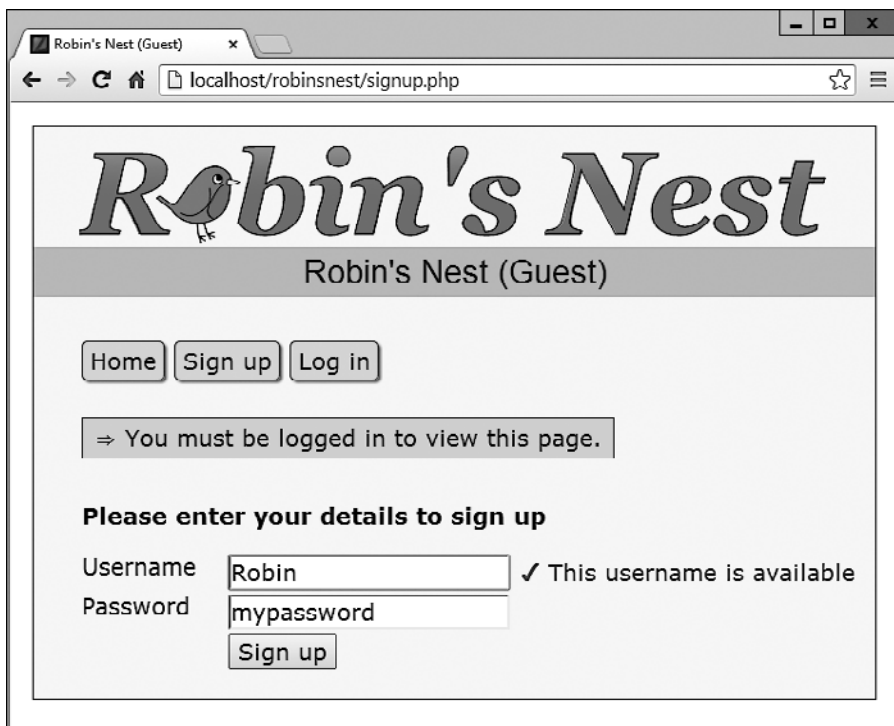 Robin's Nest (Guest)
localhost/robinsnest/signup.php
Robin's Nest
Robin's Nest (Guest)
Home Sign up Log in
⇒ You must be logged in to view this page.
Please enter your details to sign up
Username Robin ✓ This username is available
Password mypassword
Sign up